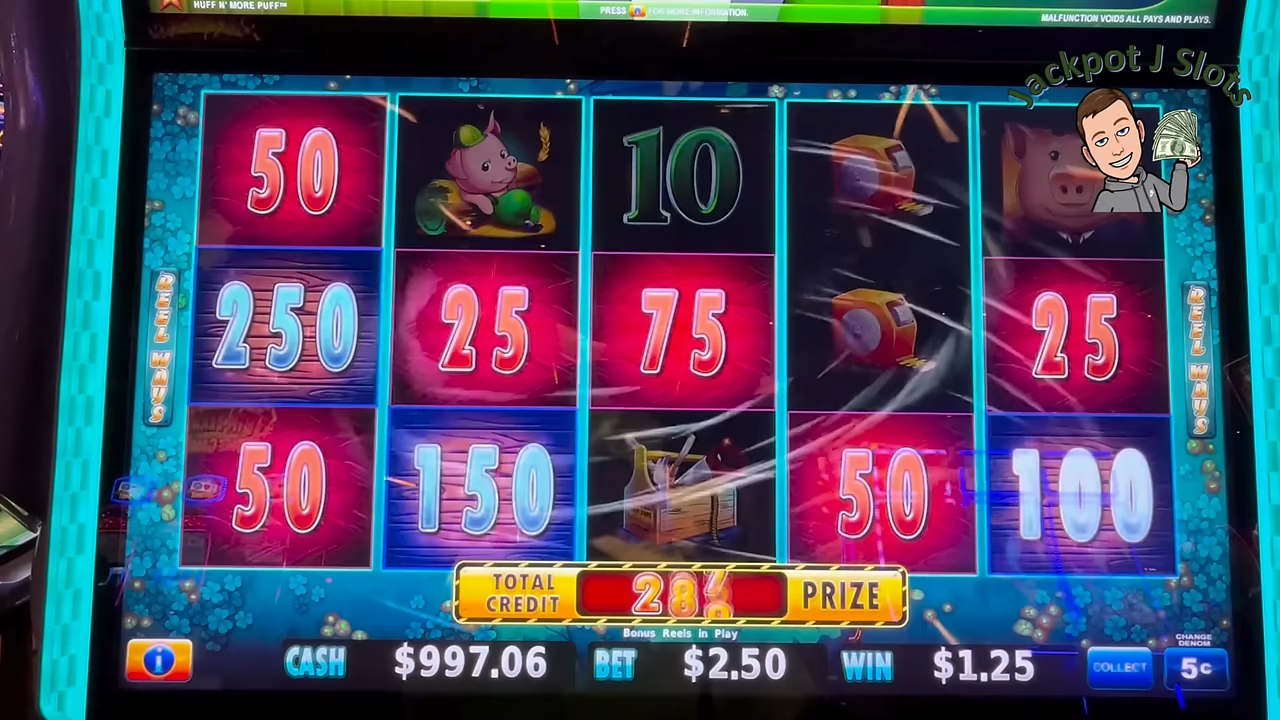 HUFF N' MORE PUFF™
PRESS FOR MORE INFORMATION.
MALFUNCTION VOIDS ALL PAYS AND PLAYS.
Jackpot J Slots
50
10
250
25
75
25
REEL WAYS
REEL WAYS
50
150
50
100
TOTAL CREDIT
28
PRIZE
Bonus Reels in Play
CASH $997.06 BET $2.50 WIN $1.25
COLLECT
CHANGE DENOM
5¢